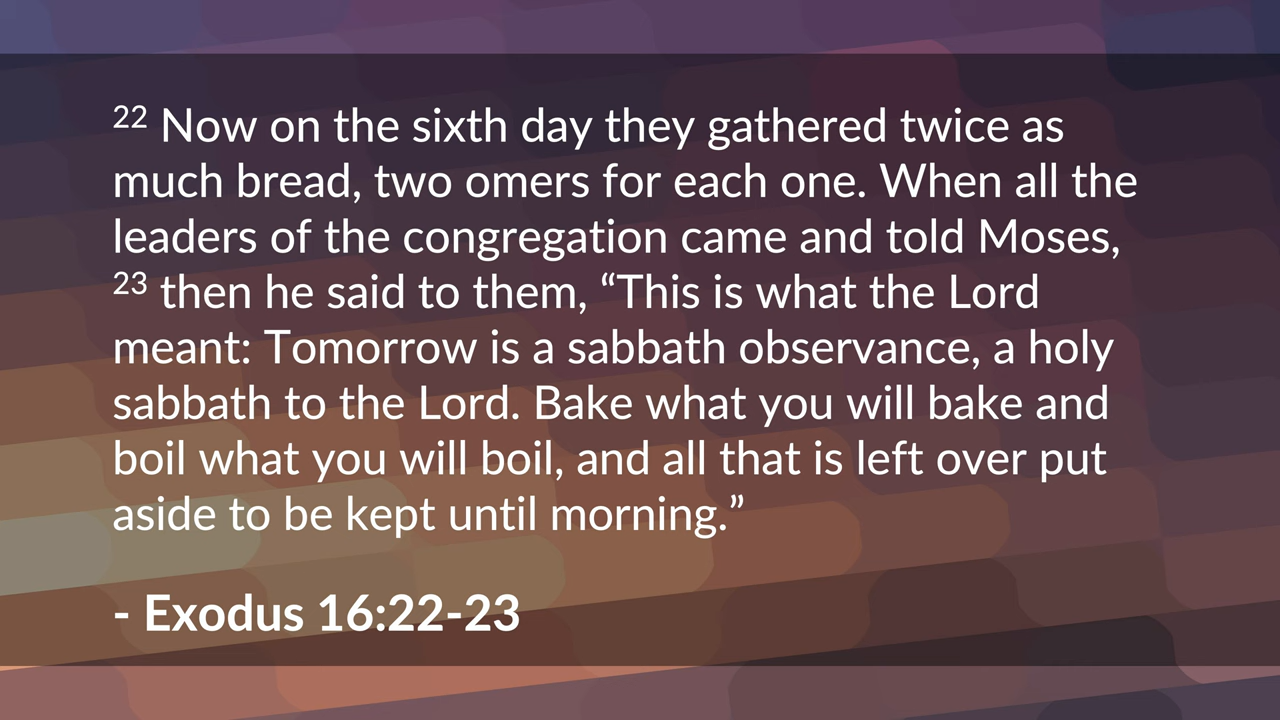 22 Now on the sixth day they gathered twice as
much bread, two omers for each one. When all the
leaders of the congregation came and told Moses,
23 then he said to them, “This is what the Lord
meant: Tomorrow is a sabbath observance, a holy
sabbath to the Lord. Bake what you will bake and
boil what you will boil, and all that is left over put
aside to be kept until morning.”
- Exodus 16:22-23